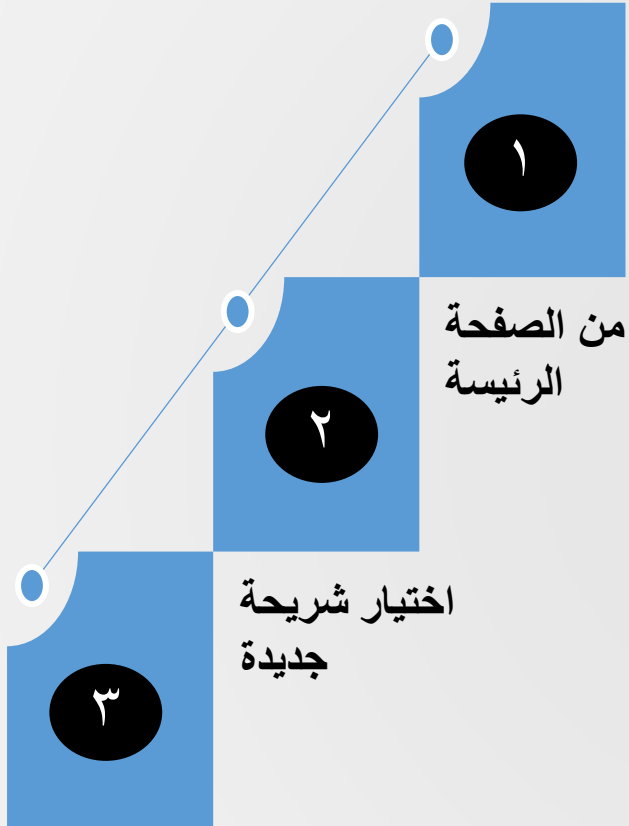 ١
من الصفحة
الرئيسة
٢
اختيار شريحة
جديدة
٣